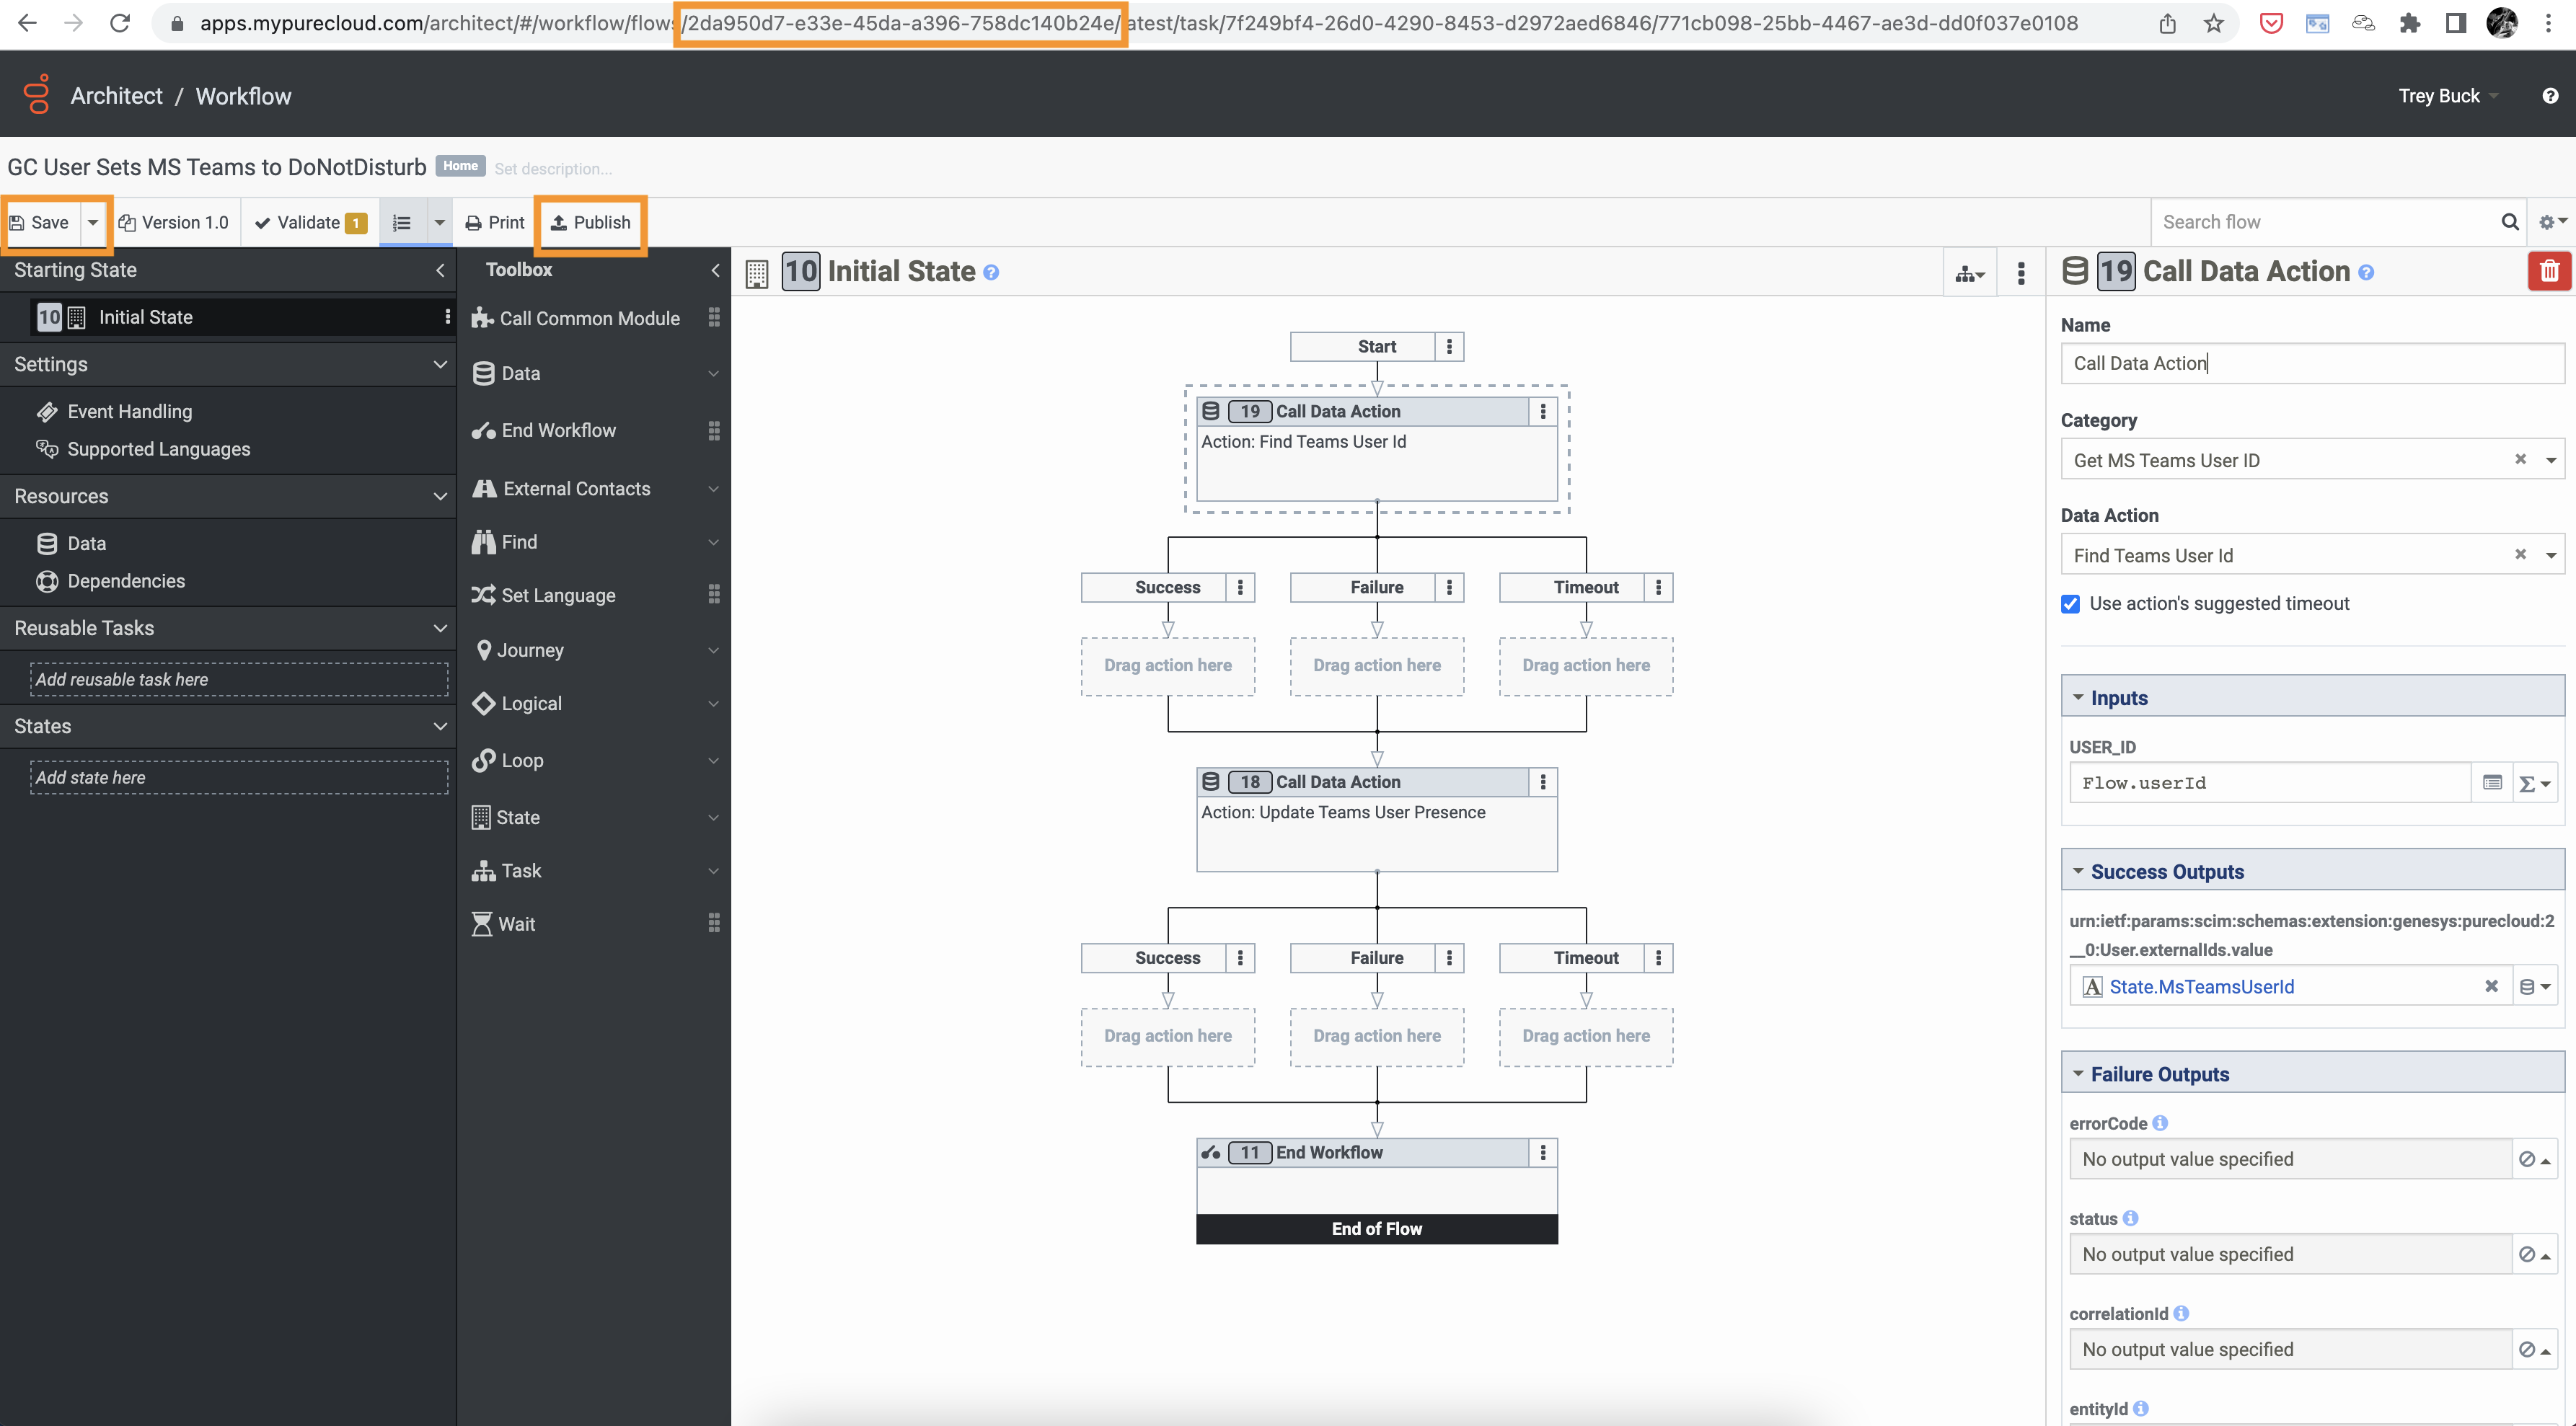 apps.mypurecloud.com/architect/#/workflow/flows/2da950d7-e33e-45da-a396-758dc140b24e/latest/task/7f249bf4-26d0-4290-8453-d2972aed6846/771cb098-25bb-4467-ae3d-dd0f037e0108
Architect / Workflow
Trey Buck
GC User Sets MS Teams to DoNotDisturb Home Set description...
Save Version 1.0 Validate 1 Print Publish
Search flow
Starting State
10 Initial State
Settings
Event Handling
Supported Languages
Resources
Data
Dependencies
Reusable Tasks
Add reusable task here
States
Add state here
Toolbox
Call Common Module
Data
End Workflow
External Contacts
Find
Set Language
Journey
Logical
Loop
State
Task
Wait
10 Initial State
Start
19 Call Data Action
Action: Find Teams User Id
Success Failure Timeout
Drag action here Drag action here Drag action here
18 Call Data Action
Action: Update Teams User Presence
Success Failure Timeout
Drag action here Drag action here Drag action here
11 End Workflow
End of Flow
19 Call Data Action
Name
Call Data Action
Category
Get MS Teams User ID
Data Action
Find Teams User Id
Use action's suggested timeout
Inputs
USER_ID
Flow.userId
Success Outputs
urn:ietf:params:scim:schemas:extension:genesys:purecloud:2
__0:User.externalIds.value
State.MsTeamsUserId
Failure Outputs
errorCode
No output value specified
status
No output value specified
correlationId
No output value specified
entityId